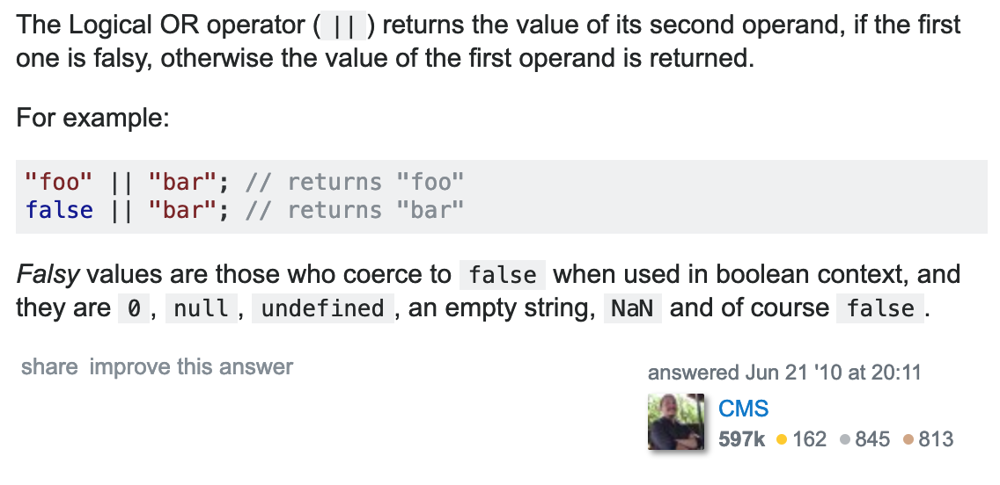 The Logical OR operator ( || ) returns the value of its second operand, if the first
one is falsy, otherwise the value of the first operand is returned.
For example:
"foo" || "bar"; // returns "foo"
false || "bar"; // returns "bar"
Falsy values are those who coerce to false when used in boolean context, and
they are 0 , null , undefined , an empty string, NaN and of course false .
share improve this answer
answered Jun 21 '10 at 20:11
CMS
597k 162 845 813